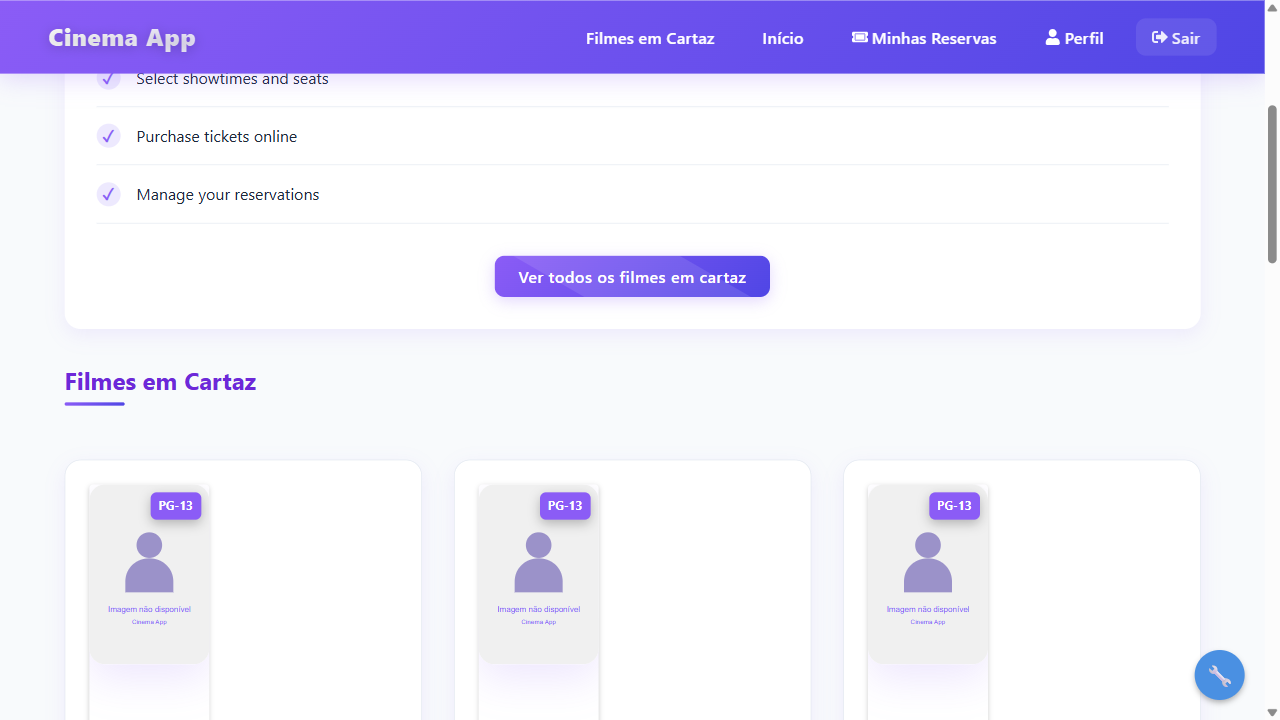 Cinema App
Filmes em Cartaz
Início
Minhas Reservas
Perfil
Sair
Select showtimes and seats
Purchase tickets online
Manage your reservations
Ver todos os filmes em cartaz
Filmes em Cartaz
PG-13
Imagem não disponível
Cinema App
PG-13
Imagem não disponível
Cinema App
PG-13
Imagem não disponível
Cinema App